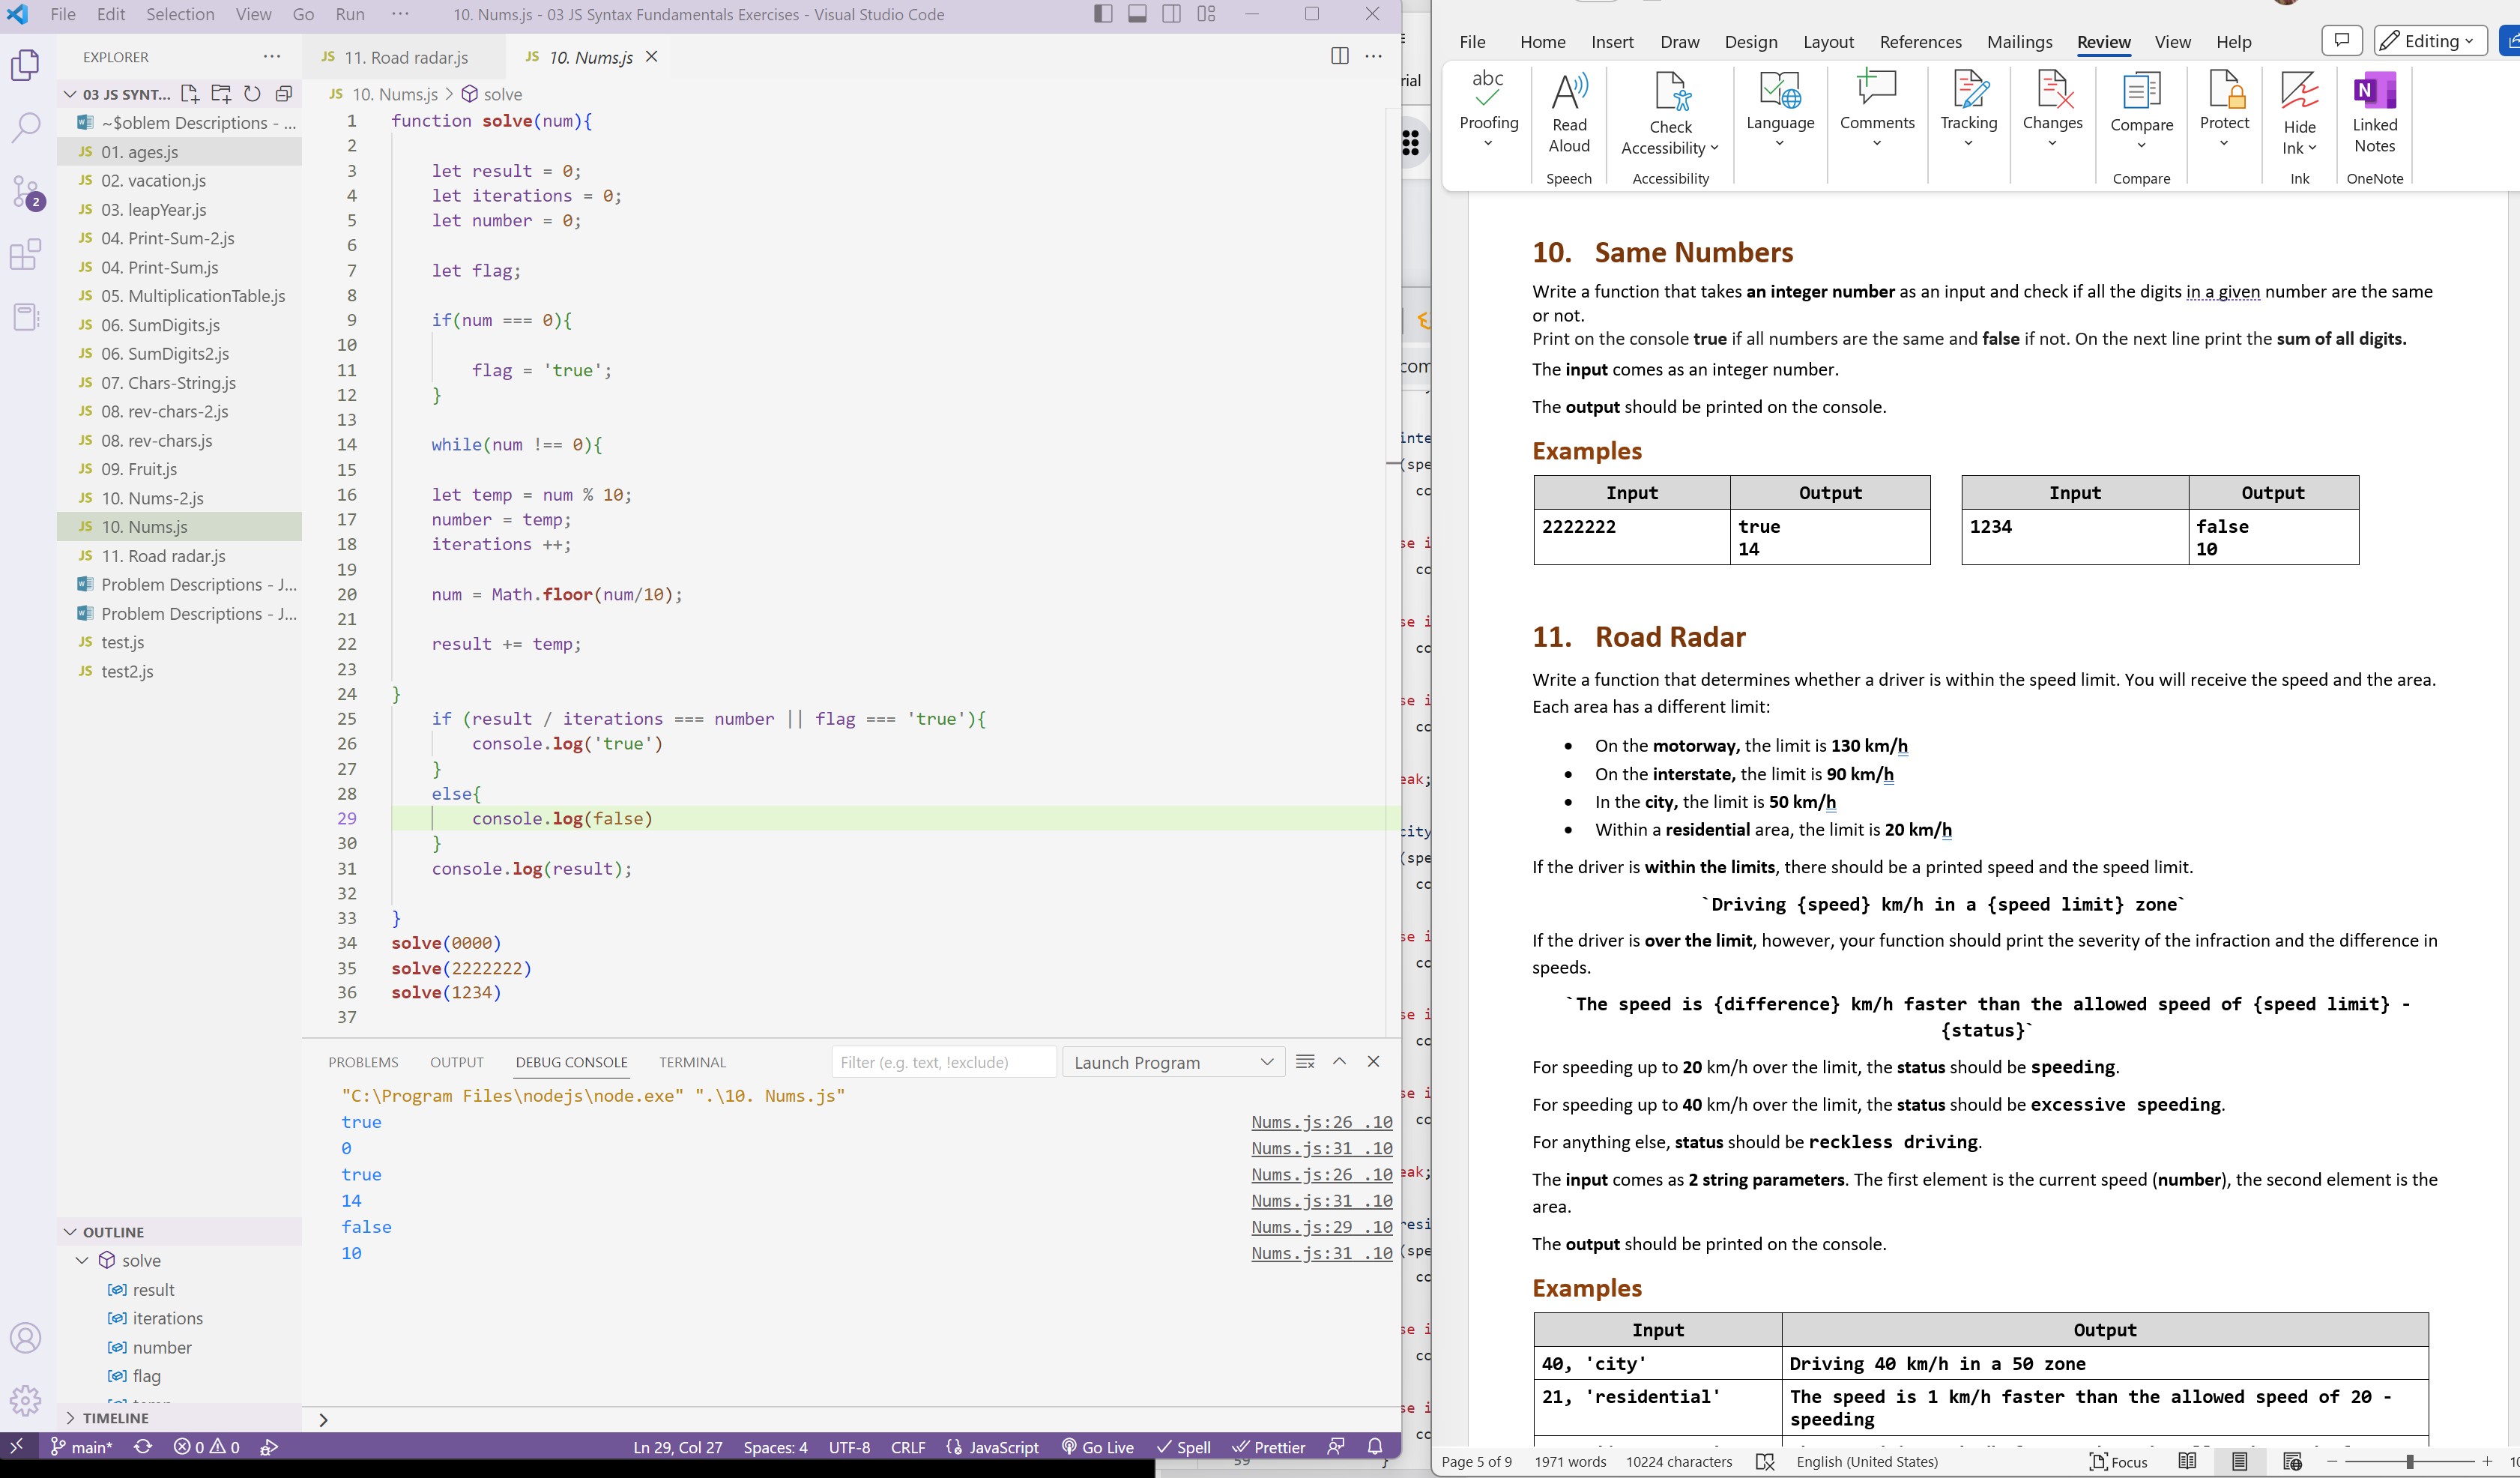 File Edit Selection View Go Run ··· 10. Nums.js - 03 JS Syntax Fundamentals Exercises - Visual Studio Code
EXPLORER ···
03 JS SYNT...
~$oblem Descriptions - ...
JS 01. ages.js
JS 02. vacation.js
JS 03. leapYear.js
JS 04. Print-Sum-2.js
JS 04. Print-Sum.js
JS 05. MultiplicationTable.js
JS 06. SumDigits.js
JS 06. SumDigits2.js
JS 07. Chars-String.js
JS 08. rev-chars-2.js
JS 08. rev-chars.js
JS 09. Fruit.js
JS 10. Nums-2.js
JS 10. Nums.js
JS 11. Road radar.js
Problem Descriptions - J...
Problem Descriptions - J...
JS test.js
JS test2.js
2
OUTLINE
solve
result
iterations
number
flag
TIMELINE
JS 11. Road radar.js JS 10. Nums.js
JS 10. Nums.js > solve
1 function solve(num){
2
3 let result = 0;
4 let iterations = 0;
5 let number = 0;
6
7 let flag;
8
9 if(num === 0){
10
11 flag = 'true';
12 }
13
14 while(num !== 0){
15
16 let temp = num % 10;
17 number = temp;
18 iterations ++;
19
20 num = Math.floor(num/10);
21
22 result += temp;
23
24 }
25 if (result / iterations === number || flag === 'true'){
26 console.log('true')
27 }
28 else{
29 console.log(false)
30 }
31 console.log(result);
32
33 }
34 solve(0000)
35 solve(2222222)
36 solve(1234)
37
PROBLEMS OUTPUT DEBUG CONSOLE TERMINAL Filter (e.g. text, !exclude) Launch Program
"C:\Program Files\nodejs\node.exe" ".\10. Nums.js"
true Nums.js:26 .10
0 Nums.js:31 .10
true Nums.js:26 .10
14 Nums.js:31 .10
false Nums.js:29 .10
10 Nums.js:31 .10
>
main* 0 0 Ln 29, Col 27 Spaces: 4 UTF-8 CRLF JavaScript Go Live Spell Prettier
File Home Insert Draw Design Layout References Mailings Review View Help Editing
abc
Proofing
Read Aloud
Speech
Check Accessibility
Accessibility
Language
Comments
Tracking
Changes
Compare
Compare
Protect
Hide Ink
Ink
N
Linked Notes
OneNote
10. Same Numbers
Write a function that takes an integer number as an input and check if all the digits in a given number are the same
or not.
Print on the console true if all numbers are the same and false if not. On the next line print the sum of all digits.
The input comes as an integer number.
The output should be printed on the console.
Examples
Input Output Input Output
2222222 true 1234 false
14 10
11. Road Radar
Write a function that determines whether a driver is within the speed limit. You will receive the speed and the area.
Each area has a different limit:
• On the motorway, the limit is 130 km/h
• On the interstate, the limit is 90 km/h
• In the city, the limit is 50 km/h
• Within a residential area, the limit is 20 km/h
If the driver is within the limits, there should be a printed speed and the speed limit.
`Driving {speed} km/h in a {speed limit} zone`
If the driver is over the limit, however, your function should print the severity of the infraction and the difference in
speeds.
`The speed is {difference} km/h faster than the allowed speed of {speed limit} -
{status}`
For speeding up to 20 km/h over the limit, the status should be speeding.
For speeding up to 40 km/h over the limit, the status should be excessive speeding.
For anything else, status should be reckless driving.
The input comes as 2 string parameters. The first element is the current speed (number), the second element is the
area.
The output should be printed on the console.
Examples
Input Output
40, 'city' Driving 40 km/h in a 50 zone
21, 'residential' The speed is 1 km/h faster than the allowed speed of 20 -
speeding
Page 5 of 9 1971 words 10224 characters English (United States) Focus